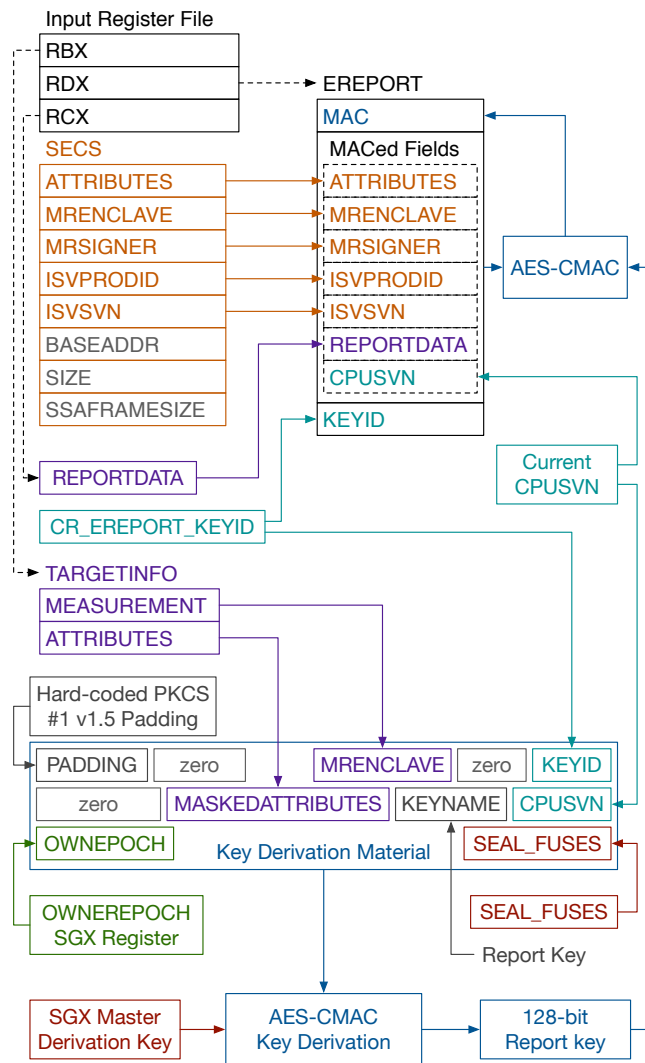 Input Register File
RBX
RDX
EREPORT
RCX
MAC
SECS
MACed Fields
ATTRIBUTES
ATTRIBUTES
MRENCLAVE
MRENCLAVE
MRSIGNER
MRSIGNER
AES-CMAC
ISVPRODID
ISVPRODID
ISVSVN
ISVSVN
BASEADDR
REPORTDATA
SIZE
CPUSVN
SSAFRAMESIZE
KEYID
REPORTDATA
Current
CPUSVN
CR_EREPORT_KEYID
TARGETINFO
MEASUREMENT
ATTRIBUTES
Hard-coded PKCS
#1 v1.5 Padding
PADDING
zero
MRENCLAVE
zero
KEYID
zero
MASKEDATTRIBUTES
KEYNAME
CPUSVN
OWNEPOCH
Key Derivation Material
SEAL_FUSES
OWNEREPOCH
SGX Register
SEAL_FUSES
Report Key
SGX Master
Derivation Key
AES-CMAC
Key Derivation
128-bit
Report key